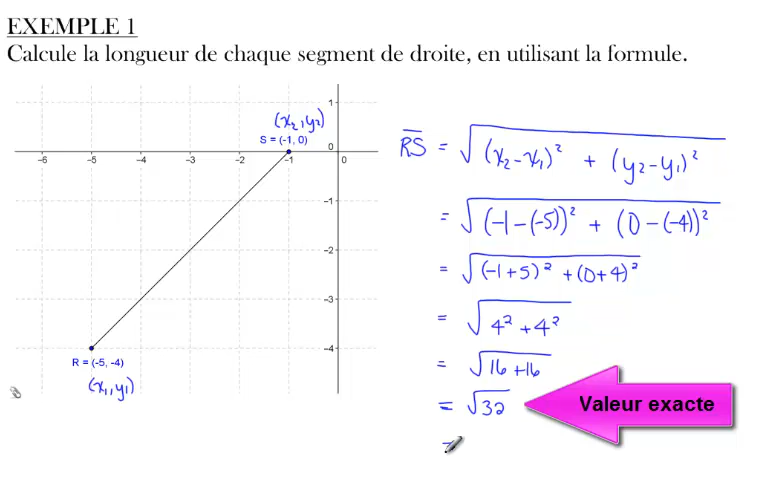 EXEMPLE 1
Calcule la longueur de chaque segment de droite, en utilisant la formule.
(x₂, y₂)
S = (-1, 0)
1
0
-6 -5 -4 -3 -2 -1 0
-1
-2
-3
-4
R = (-5, -4)
(x₁, y₁)
R̅S̅ = √((x₂-x₁)² + (y₂-y₁)²)
= √((-1-(-5))² + (0-(-4))²)
= √((-1+5)² + (0+4)²)
= √(4² + 4²)
= √(16+16)
= √32
Valeur exacte